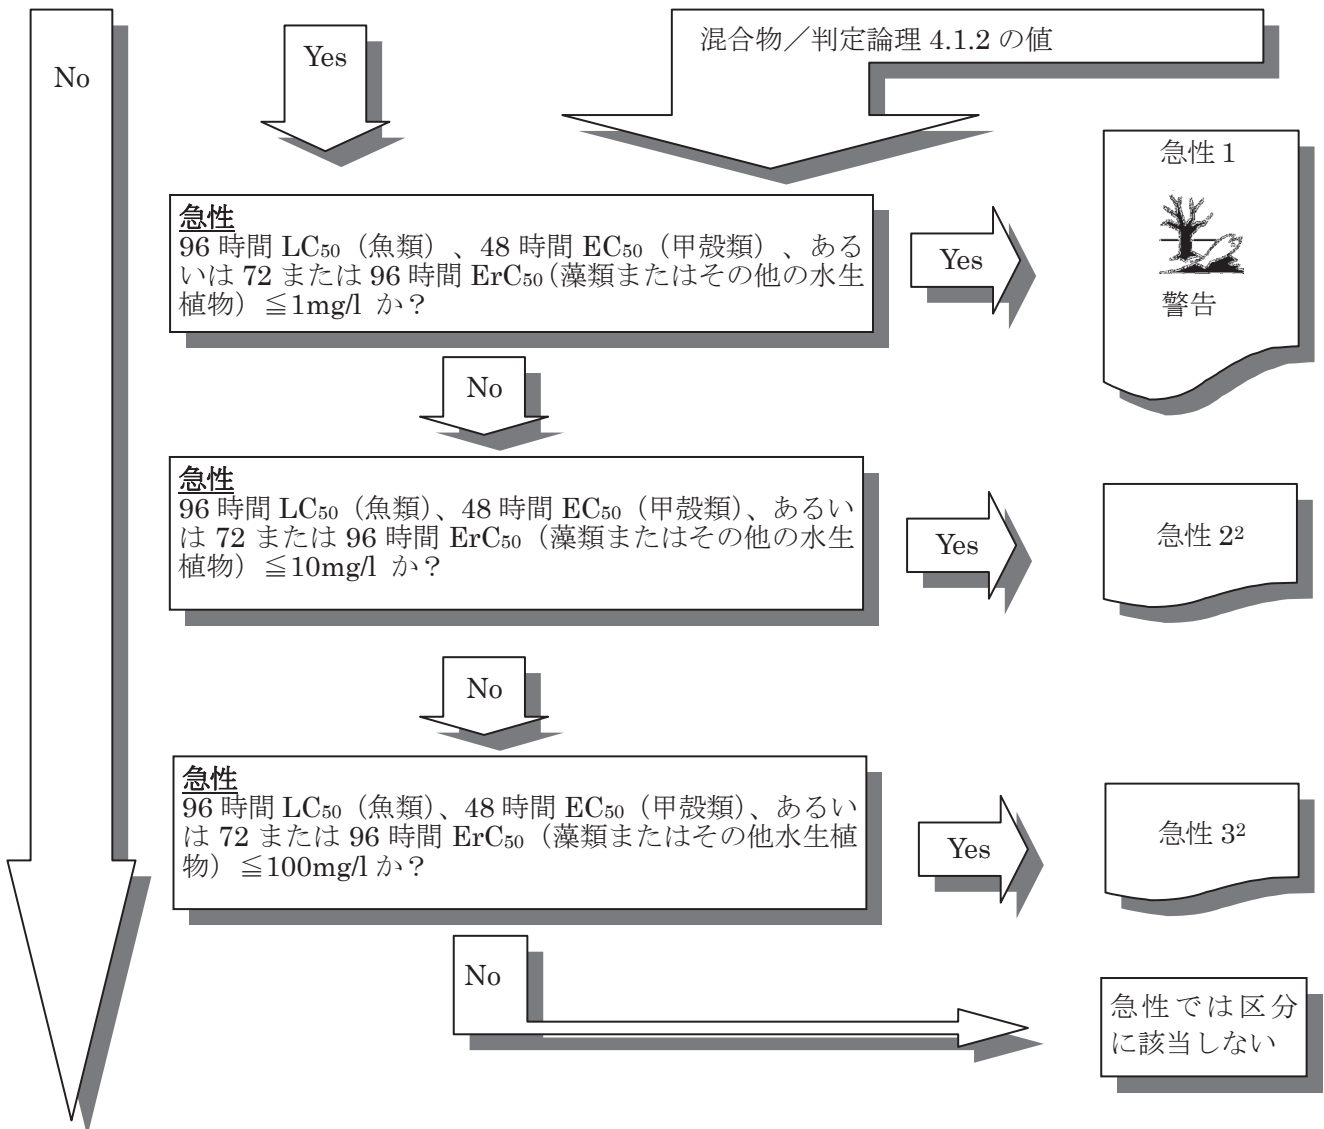 No
Yes
混合物／判定論理 4.1.2 の値
急性
96 時間 LC50（魚類）、48 時間 EC50（甲殻類）、ある
いは 72 または 96 時間 ErC50（藻類またはその他の水生
植物）≦1mg/l か？
Yes
急性 1
警告
No
急性
96 時間 LC50（魚類）、48 時間 EC50（甲殻類）、あるい
は 72 または 96 時間 ErC50（藻類またはその他の水生
植物）≦10mg/l か？
Yes
急性 2²
No
急性
96 時間 LC50（魚類）、48 時間 EC50（甲殻類）、あるい
は 72 または 96 時間 ErC50（藻類またはその他水生植
物）≦100mg/l か？
Yes
急性 3²
No
急性では区分
に該当しない